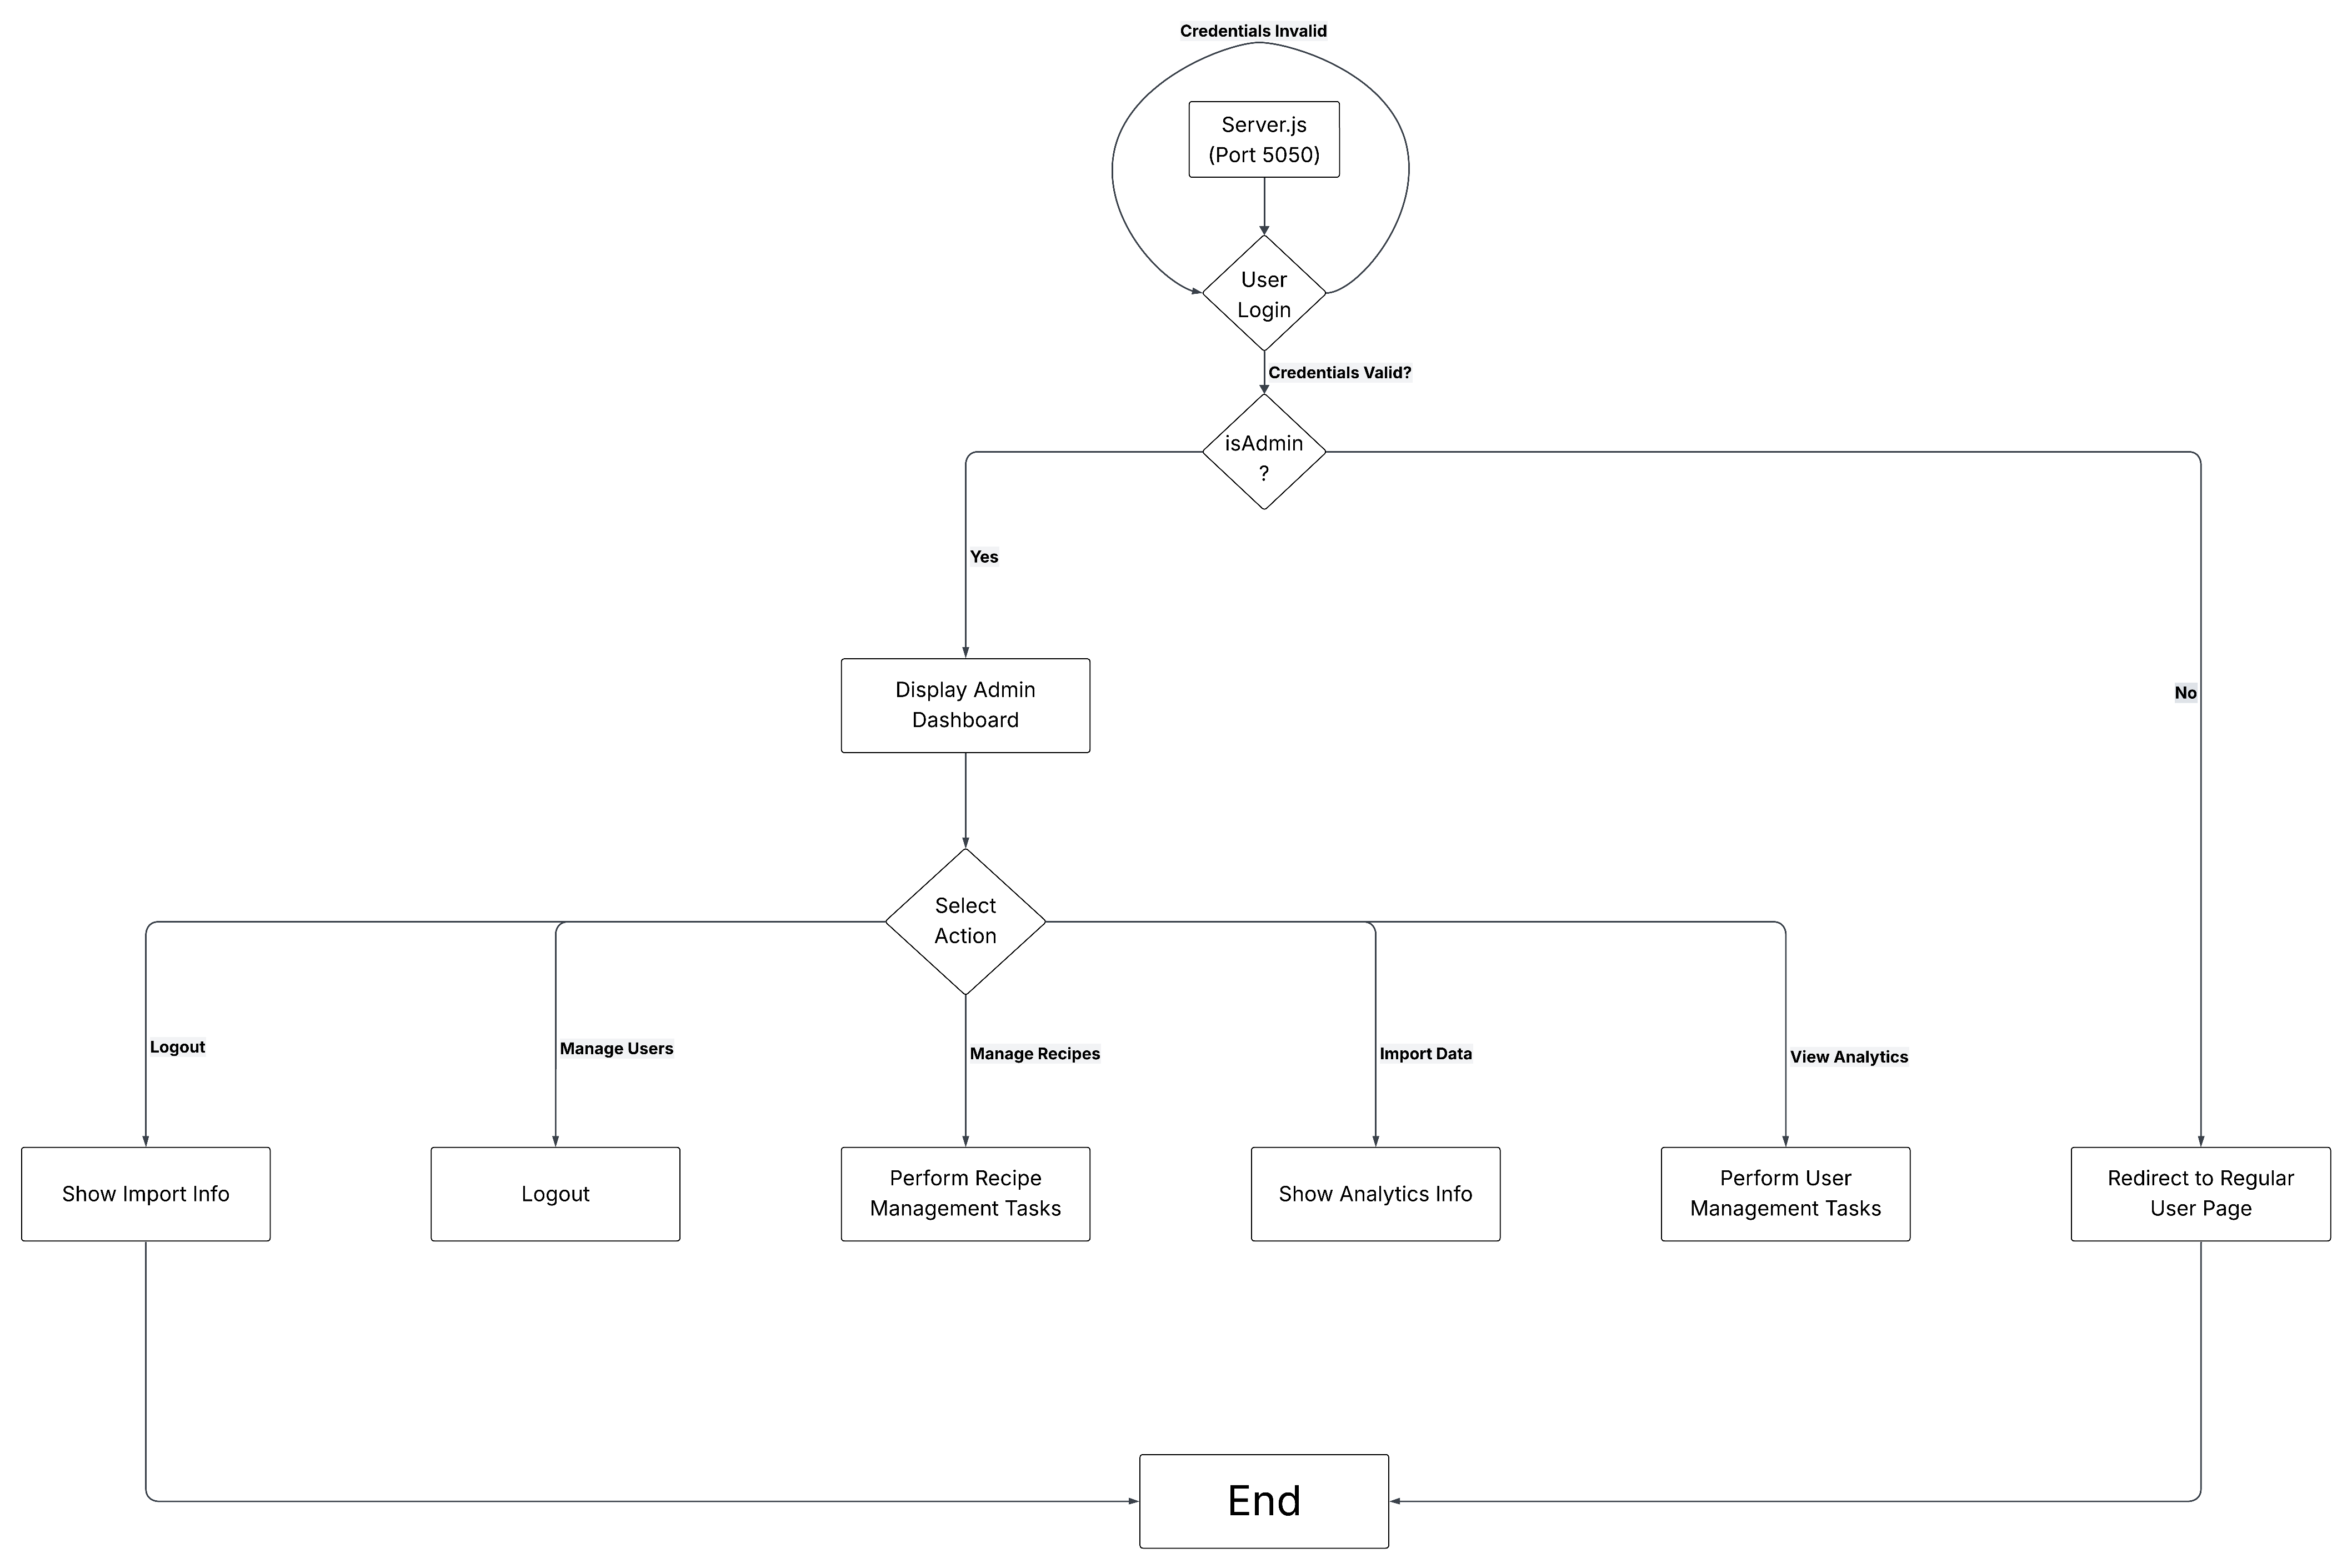 Credentials Invalid
Server.js
(Port 5050)
User
Login
Credentials Valid?
isAdmin
?
Yes
Display Admin
Dashboard
No
Select
Action
Logout
Manage Users
Manage Recipes
Import Data
View Analytics
Show Import Info
Logout
Perform Recipe
Management Tasks
Show Analytics Info
Perform User
Management Tasks
Redirect to Regular
User Page
End